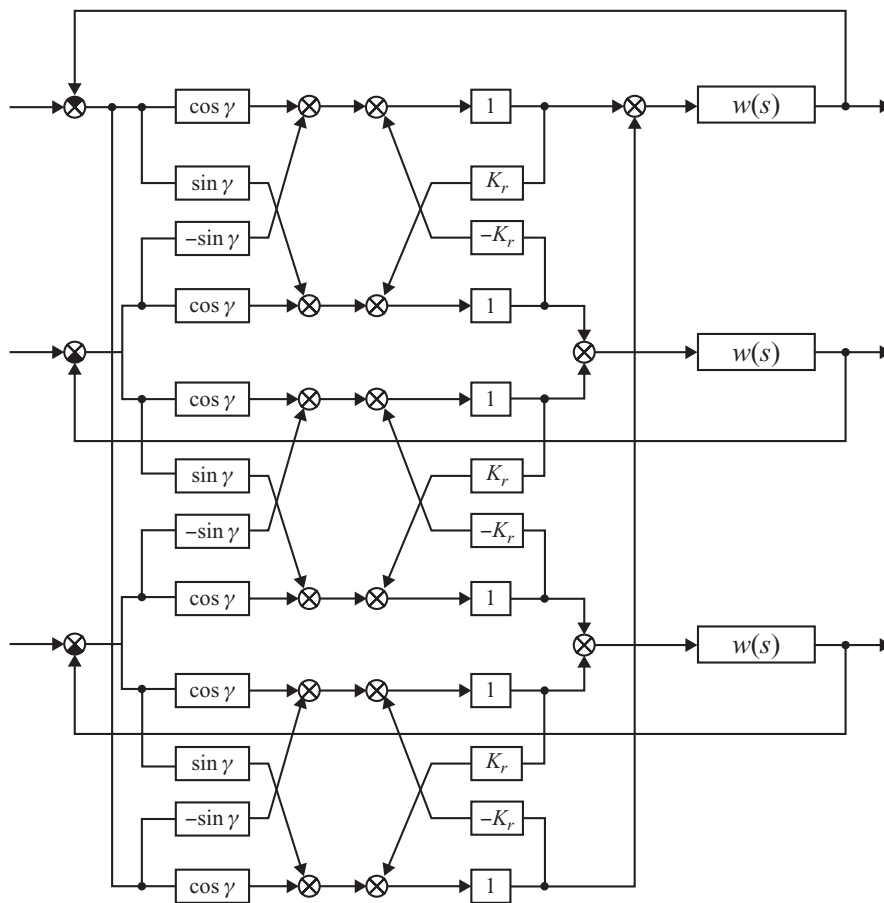 cos γ
1
w(s)
sin γ
K_r
−sin γ
−K_r
cos γ
1
w(s)
cos γ
1
sin γ
K_r
−sin γ
−K_r
cos γ
1
w(s)
cos γ
1
sin γ
K_r
−sin γ
−K_r
cos γ
1